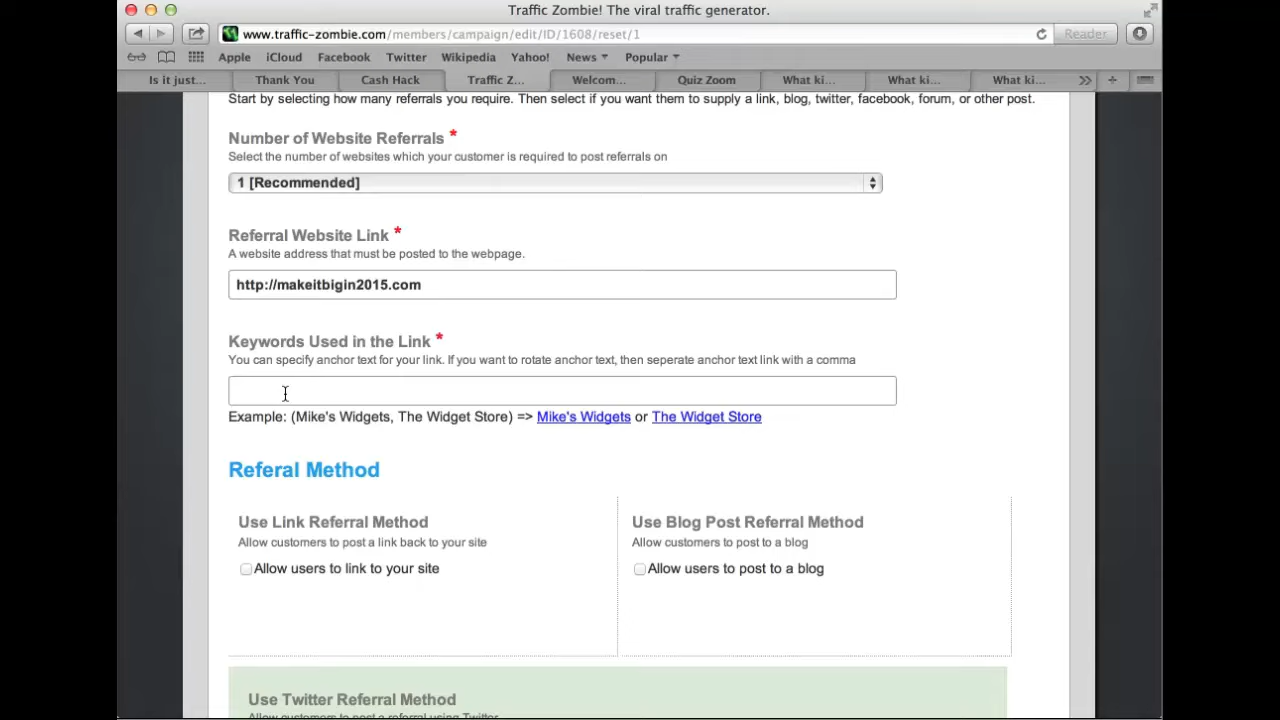 Traffic Zombie! The viral traffic generator.
www.traffic-zombie.com/members/campaign/edit/ID/1608/reset/1
Reader
Apple iCloud Facebook Twitter Wikipedia Yahoo! News Popular
Is it just... Thank You Cash Hack Traffic Z... Welcom... Quiz Zoom What ki... What ki... What ki...
Start by selecting how many referrals you require. Then select if you want them to supply a link, blog, twitter, facebook, forum, or other post.
Number of Website Referrals *
Select the number of websites which your customer is required to post referrals on
1 [Recommended]
Referral Website Link *
A website address that must be posted to the webpage.
http://makeitbigin2015.com
Keywords Used in the Link *
You can specify anchor text for your link. If you want to rotate anchor text, then seperate anchor text link with a comma
Example: (Mike's Widgets, The Widget Store) => Mike's Widgets or The Widget Store
Referal Method
Use Link Referral Method
Allow customers to post a link back to your site
Allow users to link to your site
Use Blog Post Referral Method
Allow customers to post to a blog
Allow users to post to a blog
Use Twitter Referral Method
Allow customers to post a referral using Twitter